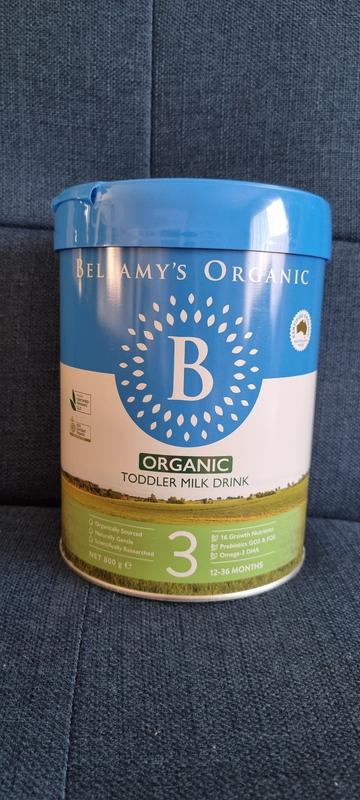 BELLAMY'S ORGANIC
B
ORGANIC
TODDLER MILK DRINK
Organically Sourced
Naturally Gentle
Scientifically Researched
NET 800 g e
3
16 Growth Nutrients
Prebiotics GOS & FOS
Omega-3 DHA
12-36 MONTHS